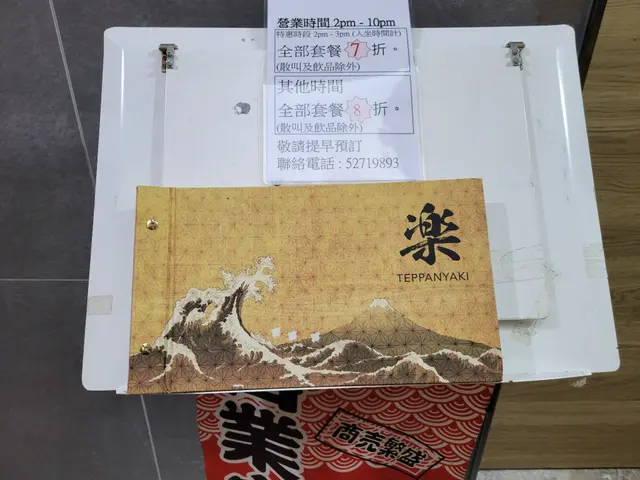 營業時間 2pm - 10pm
特惠時段 2pm - 3pm (入坐時間計)
全部套餐 7 折。
(散叫及飲品除外)
其他時間
全部套餐 8 折。
(散叫及飲品除外)
敬請提早預訂
聯絡電話 : 52719893
楽
TEPPANYAKI
業
商売繁盛